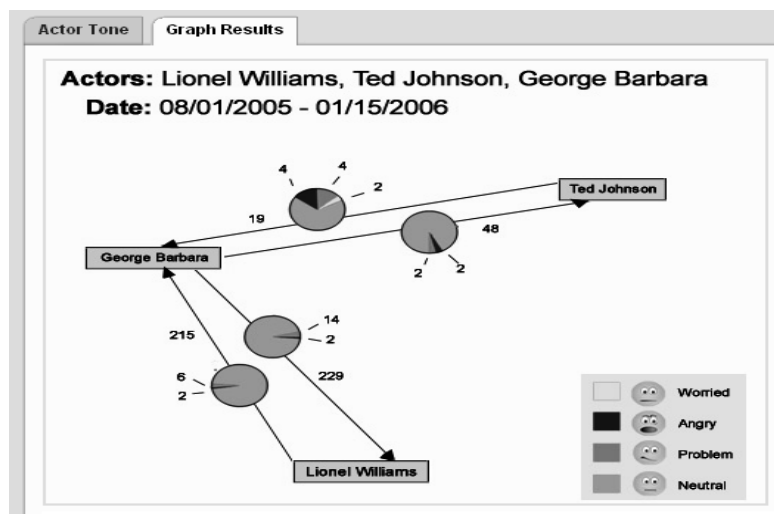 Actor Tone Graph Results
Actors: Lionel Williams, Ted Johnson, George Barbara
Date: 08/01/2005 - 01/15/2006
4 4
2
Ted Johnson
19
48
George Barbara
2 2
14
215
2
6
229
2
Lionel Williams
Worried
Angry
Problem
Neutral